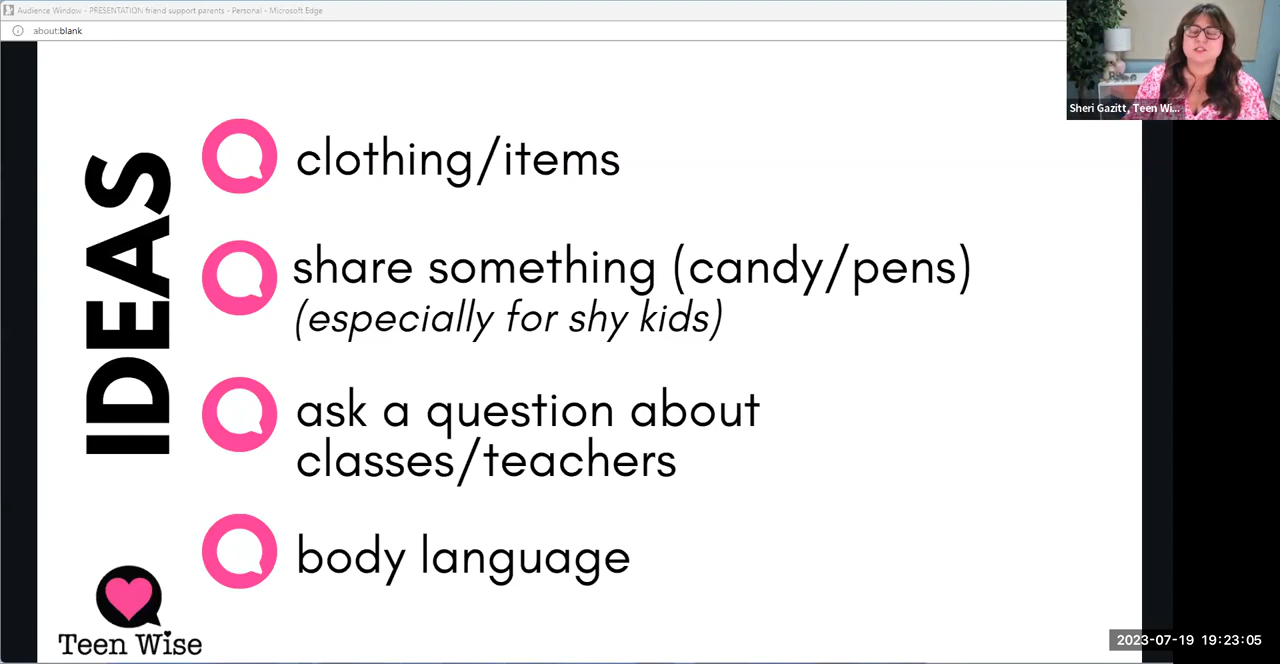 Audience Window - PRESENTATION friend support parents - Personal - Microsoft Edge
about:blank
Sheri Gazitt, Teen Wi...
IDEAS
clothing/items
share something (candy/pens)
(especially for shy kids)
ask a question about
classes/teachers
body language
Teen Wise
2023-07-19 19:23:05